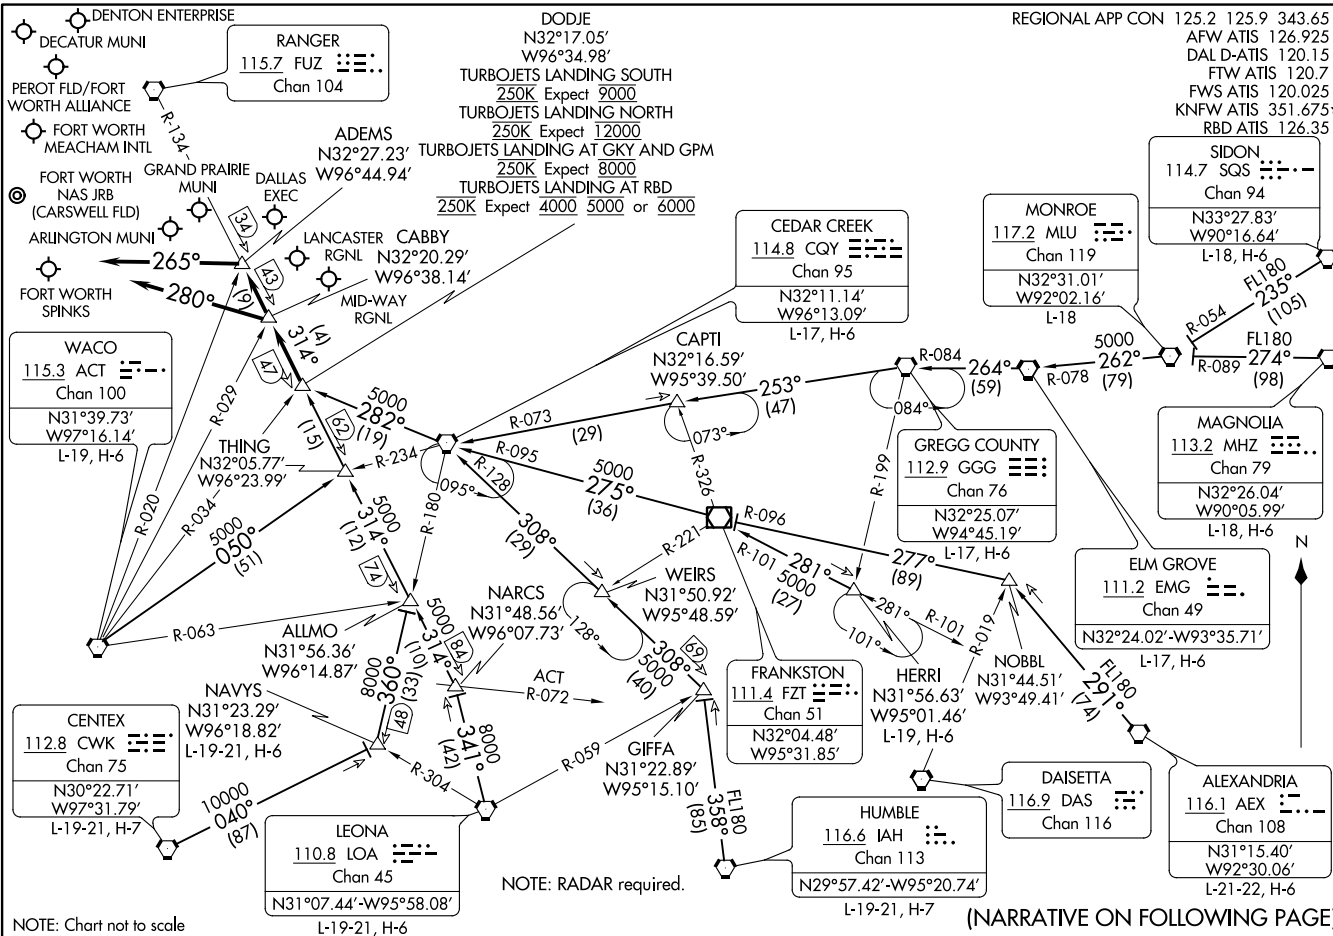 DENTON ENTERPRISE
DECATUR MUNI
PEROT FLD/FORT
WORTH ALLIANCE
FORT WORTH
MEACHAM INTL
FORT WORTH
NAS JRB
(CARSWELL FLD)
GRAND PRAIRIE
MUNI
DALLAS
EXEC
ARLINGTON MUNI
LANCASTER
RGNL
MID-WAY
RGNL
FORT WORTH
SPINKS
RANGER
115.7 FUZ
Chan 104
R-134
ADEMS
N32°27.23'
W96°44.94'
CABBY
N32°20.29'
W96°38.14'
DODJE
N32°17.05'
W96°34.98'
TURBOJETS LANDING SOUTH
250K Expect 9000
TURBOJETS LANDING NORTH
250K Expect 12000
TURBOJETS LANDING AT GKY AND GPM
250K Expect 8000
TURBOJETS LANDING AT RBD
250K Expect 4000 5000 or 6000
REGIONAL APP CON 125.2 125.9 343.65
AFW ATIS 126.925
DAL D-ATIS 120.15
FTW ATIS 120.7
FWS ATIS 120.025
KNFW ATIS 351.675
RBD ATIS 126.35
SIDON
114.7 SQS
Chan 94
N33°27.83'
W90°16.64'
L-18, H-6
MONROE
117.2 MLU
Chan 119
N32°31.01'
W92°02.16'
L-18
CEDAR CREEK
114.8 CQY
Chan 95
N32°11.14'
W96°13.09'
L-17, H-6
CAPTI
N32°16.59'
W95°39.50'
WACO
115.3 ACT
Chan 100
N31°39.73'
W97°16.14'
L-19, H-6
34
265°
43
(9)
280°
(4)
314°
47
R-029
R-020
R-034
THING
N32°05.77'
W96°23.99'
62
(15)
5000
282°
(19)
R-234
R-180
095°
R-128
R-073
(29)
R-095
5000
275°
(36)
073°
R-326
253°
(47)
R-084
084°
264°
(59)
R-078
5000
262°
(79)
R-054
FL180
235°
(105)
R-089
FL180
274°
(98)
R-199
GREGG COUNTY
112.9 GGG
Chan 76
N32°25.07'
W94°45.19'
L-17, H-6
MAGNOLIA
113.2 MHZ
Chan 79
N32°26.04'
W90°05.99'
L-18, H-6
N
ELM GROVE
111.2 EMG
Chan 49
N32°24.02'-W93°35.71'
L-17, H-6
5000
050°
(51)
5000
314°
(12)
74
R-063
308°
(29)
R-221
R-096
277°
(89)
R-101
281°
5000
(27)
281°
R-101
101°
R-019
WEIRS
N31°50.92'
W95°48.59'
128°
NARCS
N31°48.56'
W96°07.73'
ALLMO
N31°56.36'
W96°14.87'
5000
314°
(10)
84
ACT
R-072
308°
5000
(40)
69
NAVYS
N31°23.29'
W96°18.82'
L-19-21, H-6
8000
360°
(33)
48
8000
341°
(42)
R-304
R-059
GIFFA
N31°22.89'
W95°15.10'
FRANKSTON
111.4 FZT
Chan 51
N32°04.48'
W95°31.85'
HERRI
N31°56.63'
W95°01.46'
L-19, H-6
NOBBL
N31°44.51'
W93°49.41'
FL180
291°
(74)
CENTEX
112.8 CWK
Chan 75
N30°22.71'
W97°31.79'
L-19-21, H-7
10000
040°
(87)
LEONA
110.8 LOA
Chan 45
N31°07.44'-W95°58.08'
L-19-21, H-6
FL180
358°
(85)
HUMBLE
116.6 IAH
Chan 113
N29°57.42'-W95°20.74'
L-19-21, H-7
DAISETTA
116.9 DAS
Chan 116
ALEXANDRIA
116.1 AEX
Chan 108
N31°15.40'
W92°30.06'
L-21-22, H-6
NOTE: RADAR required.
NOTE: Chart not to scale
(NARRATIVE ON FOLLOWING PAGE)